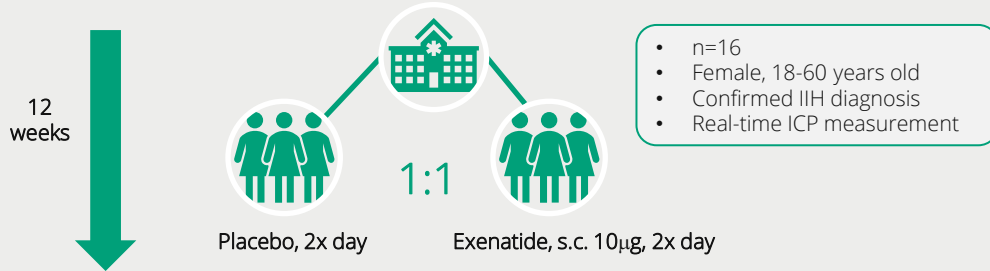 12
weeks
1:1
Placebo, 2x day
Exenatide, s.c. 10μg, 2x day
• n=16
• Female, 18-60 years old
• Confirmed IIH diagnosis
• Real-time ICP measurement